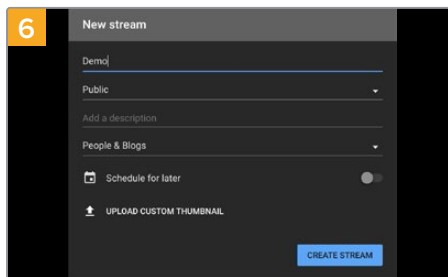 6
New stream
Demo
Public
Add a description
People & Blogs
Schedule for later
UPLOAD CUSTOM THUMBNAIL
CREATE STREAM